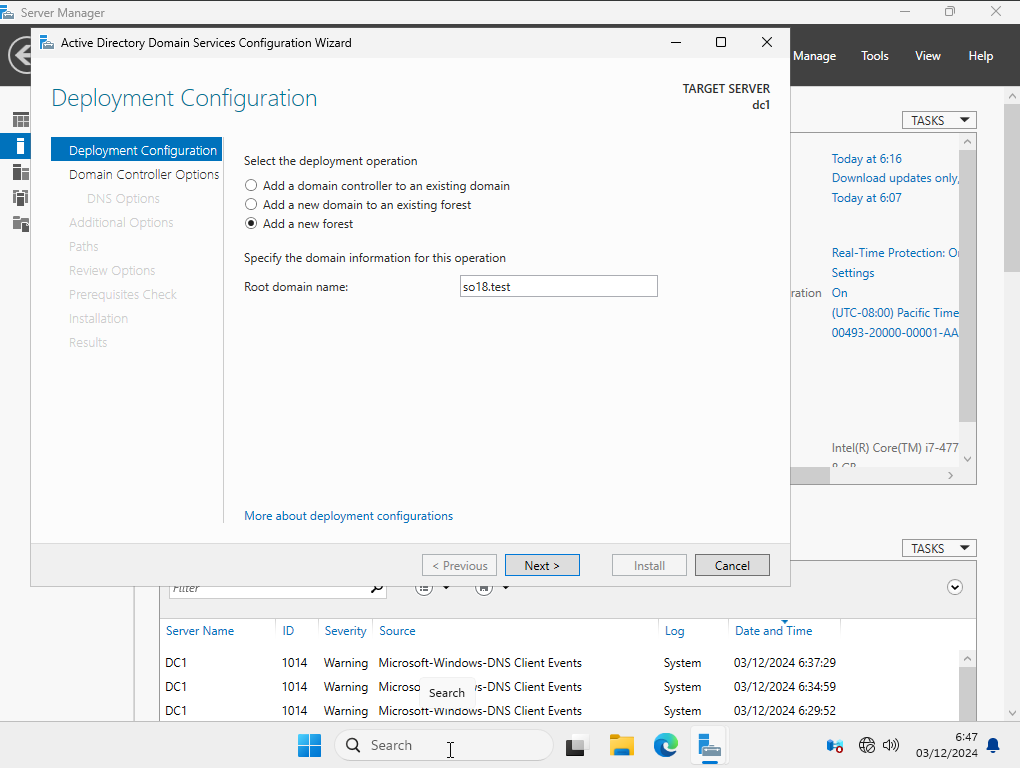 Server Manager
Active Directory Domain Services Configuration Wizard
Manage Tools View Help
Deployment Configuration
TARGET SERVER
dc1
TASKS
Deployment Configuration
Domain Controller Options
DNS Options
Additional Options
Paths
Review Options
Prerequisites Check
Installation
Results
Select the deployment operation
Add a domain controller to an existing domain
Add a new domain to an existing forest
Add a new forest
Specify the domain information for this operation
Root domain name: so18.test
More about deployment configurations
Today at 6:16
Download updates only,
Today at 6:07
Real-Time Protection: O
Settings
ration On
(UTC-08:00) Pacific Time
00493-20000-00001-AA
Intel(R) Core(TM) i7-477
8 GB
< Previous Next > Install Cancel
TASKS
Filter
Server Name ID Severity Source Log Date and Time
DC1 1014 Warning Microsoft-Windows-DNS Client Events System 03/12/2024 6:37:29
DC1 1014 Warning Microso s-DNS Client Events System 03/12/2024 6:34:59
Search
DC1 1014 Warning Microsoft-Windows-DNS Client Events System 03/12/2024 6:29:52
Search
6:47
03/12/2024